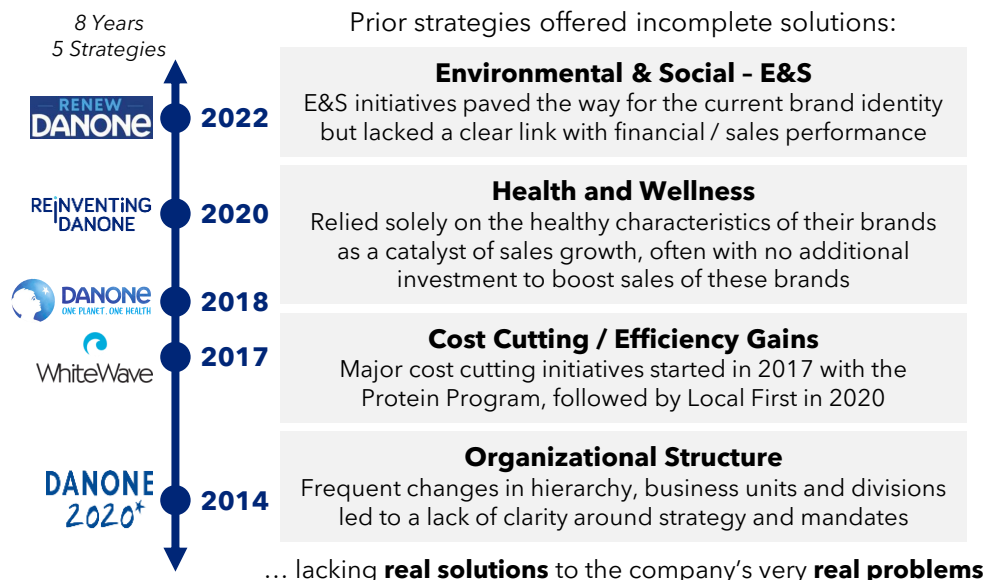 8 Years
5 Strategies
Prior strategies offered incomplete solutions:
RENEW
DANONE
2022
Environmental & Social – E&S
E&S initiatives paved the way for the current brand identity
but lacked a clear link with financial / sales performance
REiNVENTiNG
DANONE
2020
Health and Wellness
Relied solely on the healthy characteristics of their brands
as a catalyst of sales growth, often with no additional
investment to boost sales of these brands
DANONE
ONE PLANET. ONE HEALTH
2018
WhiteWave
2017
Cost Cutting / Efficiency Gains
Major cost cutting initiatives started in 2017 with the
Protein Program, followed by Local First in 2020
DANONE
2020*
2014
Organizational Structure
Frequent changes in hierarchy, business units and divisions
led to a lack of clarity around strategy and mandates
… lacking real solutions to the company’s very real problems